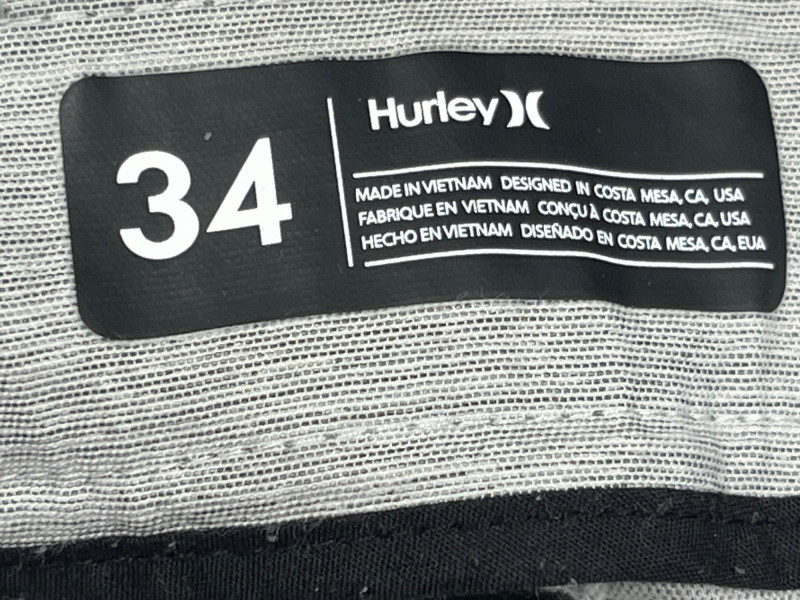 34
Hurley
MADE IN VIETNAM DESIGNED IN COSTA MESA, CA, USA
FABRIQUE EN VIETNAM CONÇU À COSTA MESA, CA, USA
HECHO EN VIETNAM DISEÑADO EN COSTA MESA, CA, EUA